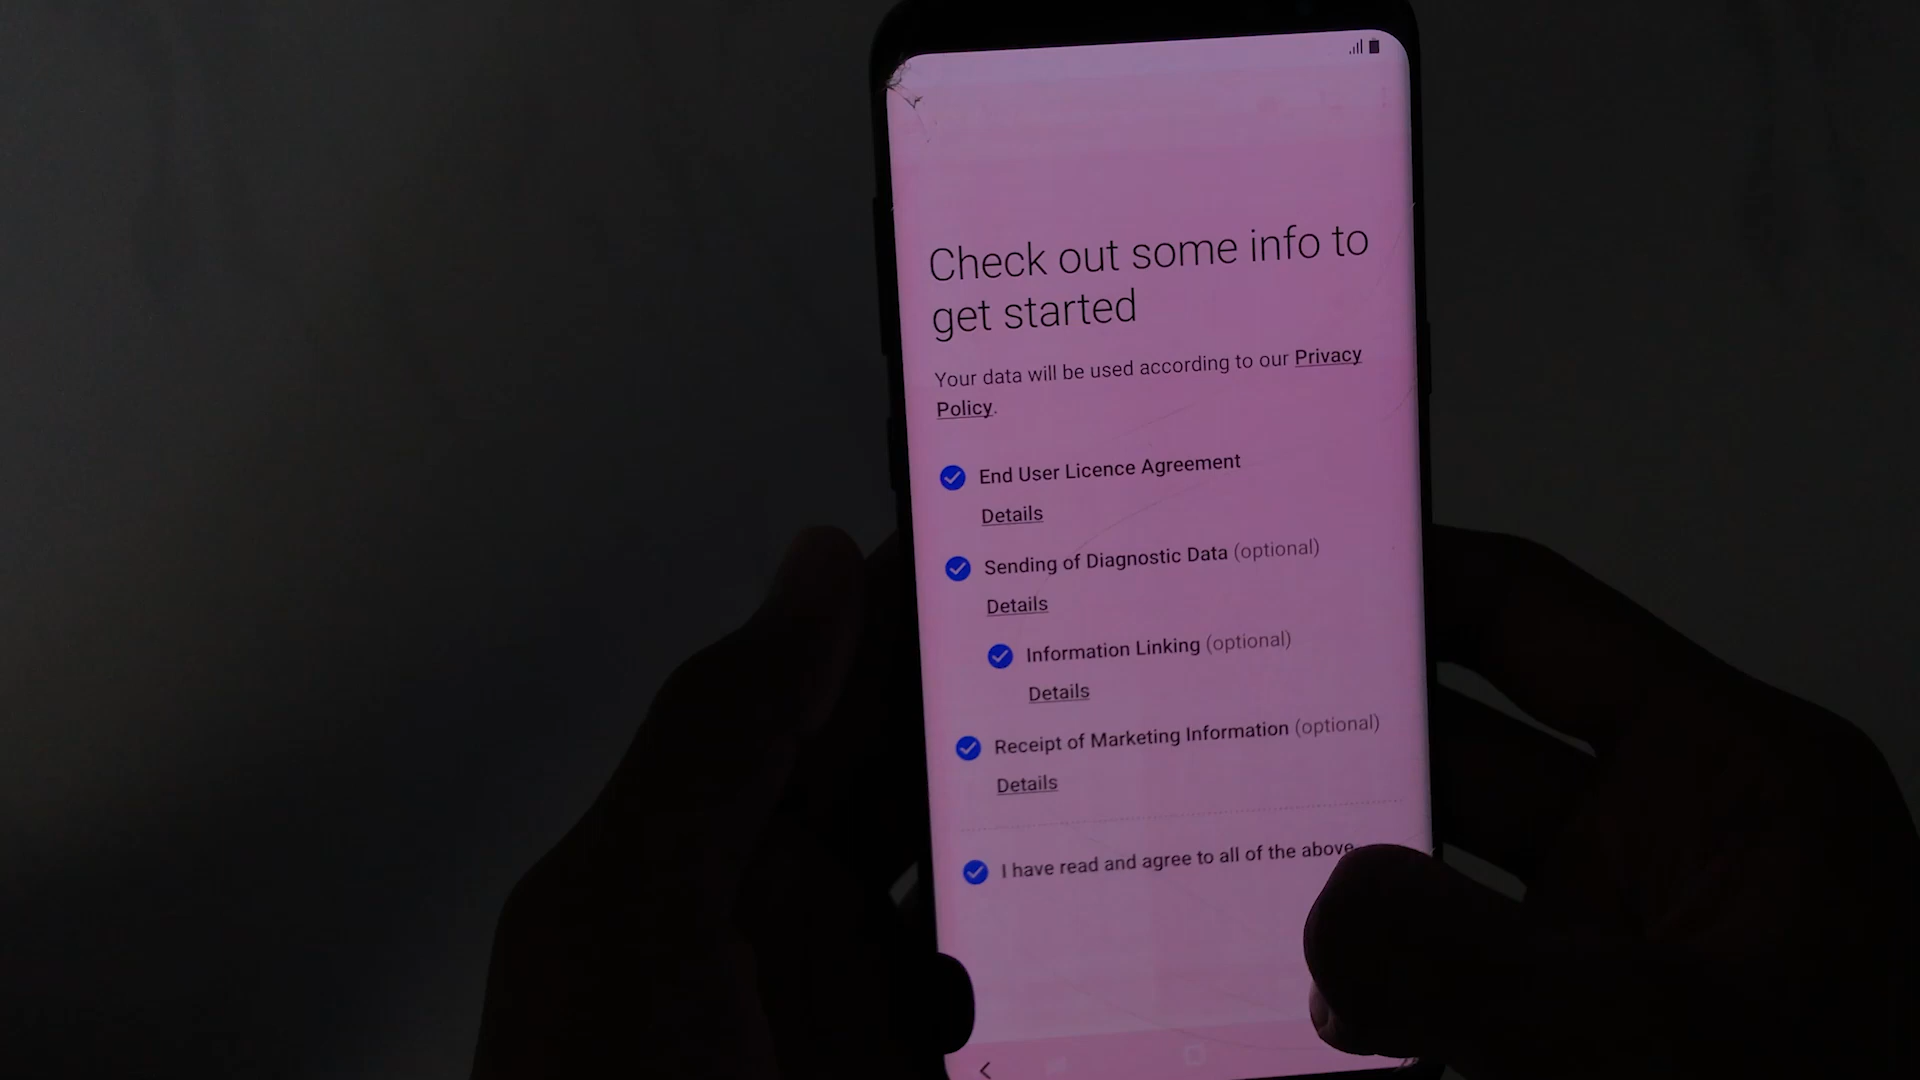 Check out some info to
get started
Your data will be used according to our Privacy
Policy.
End User Licence Agreement
Details
Sending of Diagnostic Data (optional)
Details
Information Linking (optional)
Details
Receipt of Marketing Information (optional)
Details
I have read and agree to all of the above.